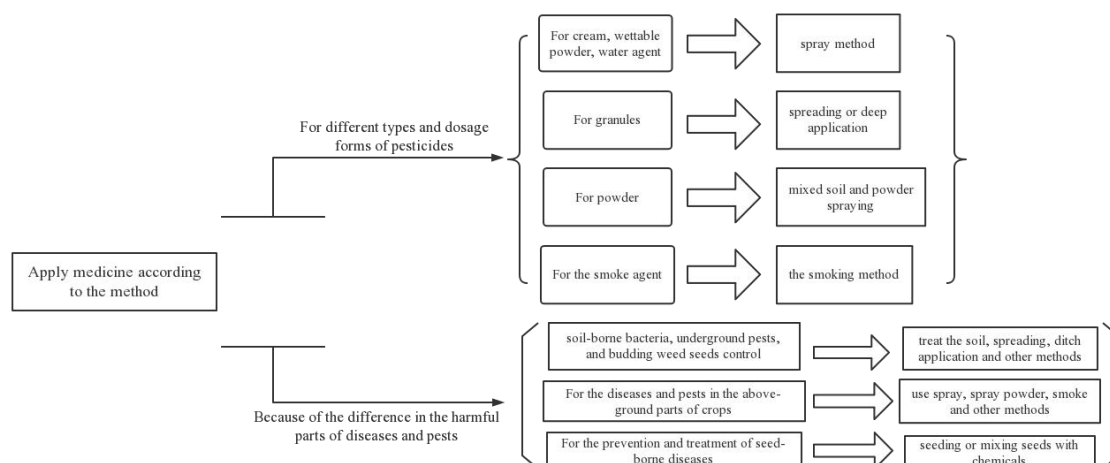 Apply medicine according
to the method
For different types and dosage
forms of pesticides
For cream, wettable
powder, water agent
spray method
For granules
spreading or deep
application
For powder
mixed soil and powder
spraying
For the smoke agent
the smoking method
Because of the difference in the harmful
parts of diseases and pests
soil-borne bacteria, underground pests,
and budding weed seeds control
treat the soil, spreading, ditch
application and other methods
For the diseases and pests in the above-
ground parts of crops
use spray, spray powder, smoke
and other methods
For the prevention and treatment of seed-
borne diseases
seeding or mixing seeds with
chemicals